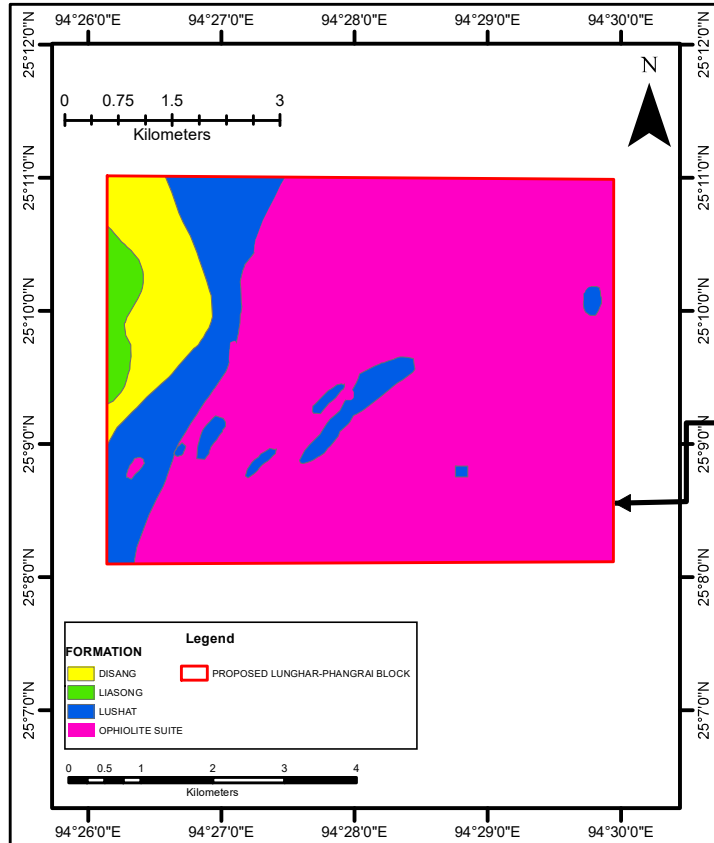 94°26'0"E 94°27'0"E 94°28'0"E 94°29'0"E 94°30'0"E
25°12'0"N 25°12'0"N
N
0 0.75 1.5 3
Kilometers
25°11'0"N 25°11'0"N
25°10'0"N 25°10'0"N
25°9'0"N 25°9'0"N
25°8'0"N 25°8'0"N
Legend
FORMATION
DISANG PROPOSED LUNGHAR-PHANGRAI BLOCK
LIASONG
LUSHAT
25°7'0"N 25°7'0"N
OPHIOLITE SUITE
0 0.5 1 2 3 4
Kilometers
94°26'0"E 94°27'0"E 94°28'0"E 94°29'0"E 94°30'0"E